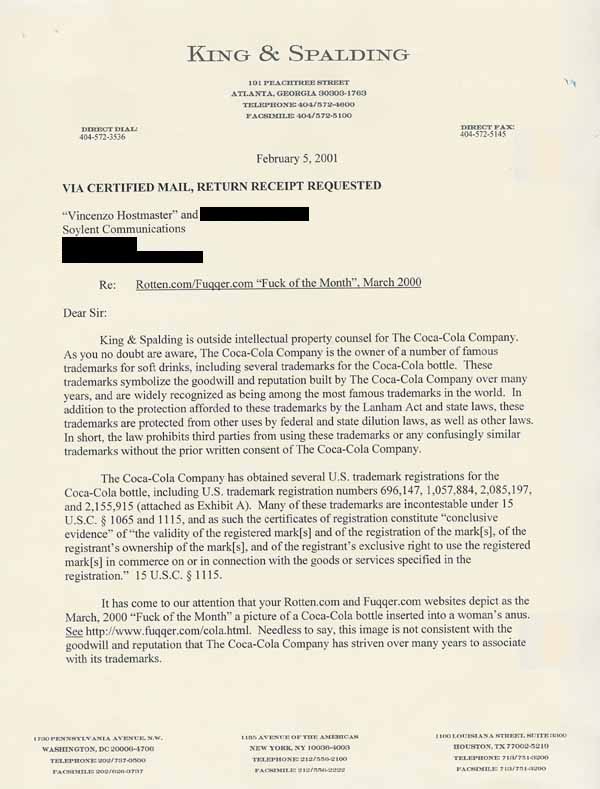 KING & SPALDING
191 PEACHTREE STREET
ATLANTA, GEORGIA 30303-1763
TELEPHONE: 404/572-4600
FACSIMILE: 404/572-5100
DIRECT DIAL:
404-572-3536
DIRECT FAX:
404-572-5145
February 5, 2001
VIA CERTIFIED MAIL, RETURN RECEIPT REQUESTED
“Vincenzo Hostmaster” and
Soylent Communications
Re: Rotten.com/Fuqqer.com “Fuck of the Month”, March 2000
Dear Sir:
King & Spalding is outside intellectual property counsel for The Coca-Cola Company.
As you no doubt are aware, The Coca-Cola Company is the owner of a number of famous
trademarks for soft drinks, including several trademarks for the Coca-Cola bottle. These
trademarks symbolize the goodwill and reputation built by The Coca-Cola Company over many
years, and are widely recognized as being among the most famous trademarks in the world. In
addition to the protection afforded to these trademarks by the Lanham Act and state laws, these
trademarks are protected from other uses by federal and state dilution laws, as well as other laws.
In short, the law prohibits third parties from using these trademarks or any confusingly similar
trademarks without the prior written consent of The Coca-Cola Company.
The Coca-Cola Company has obtained several U.S. trademark registrations for the
Coca-Cola bottle, including U.S. trademark registration numbers 696,147, 1,057,884, 2,085,197,
and 2,155,915 (attached as Exhibit A). Many of these trademarks are incontestable under 15
U.S.C. § 1065 and 1115, and as such the certificates of registration constitute “conclusive
evidence” of “the validity of the registered mark[s] and of the registration of the mark[s], of the
registrant’s ownership of the mark[s], and of the registrant’s exclusive right to use the registered
mark[s] in commerce on or in connection with the goods or services specified in the
registration.” 15 U.S.C. § 1115.
It has come to our attention that your Rotten.com and Fuqqer.com websites depict as the
March, 2000 “Fuck of the Month” a picture of a Coca-Cola bottle inserted into a woman’s anus.
See http://www.fuqqer.com/cola.html. Needless to say, this image is not consistent with the
goodwill and reputation that The Coca-Cola Company has striven over many years to associate
with its trademarks.
1730 PENNSYLVANIA AVENUE, N.W.
WASHINGTON, DC 20006-4706
TELEPHONE: 202/737-0500
FACSIMILE: 202/626-3737
1185 AVENUE OF THE AMERICAS
NEW YORK, NY 10036-4003
TELEPHONE: 212/556-2100
FACSIMILE: 212/556-2222
1100 LOUISIANA STREET, SUITE 3300
HOUSTON, TX 77002-5219
TELEPHONE: 713/751-3200
FACSIMILE: 713/751-3290